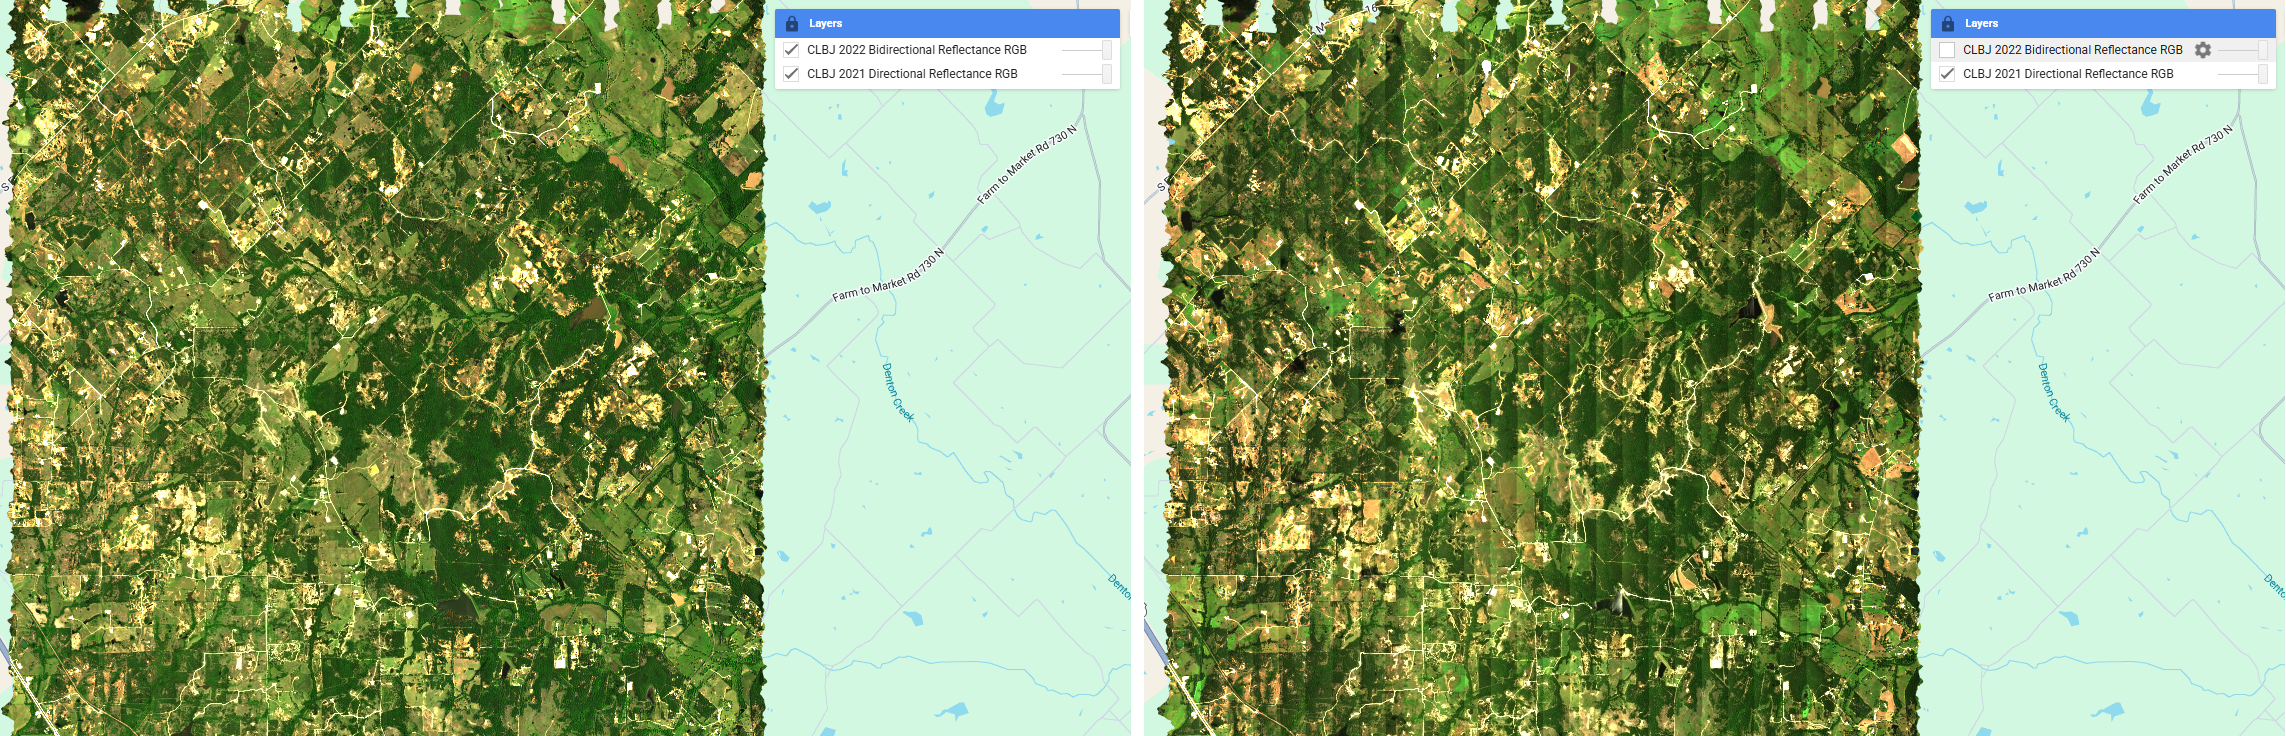 Layers
CLBJ 2022 Bidirectional Reflectance RGB
CLBJ 2021 Directional Reflectance RGB
Farm to Market Rd 730 N
Farm to Market Rd 730 N
Denton Creek
Layers
CLBJ 2022 Bidirectional Reflectance RGB
CLBJ 2021 Directional Reflectance RGB
Farm to Market Rd 730 N
Farm to Market Rd 730 N
Denton Creek